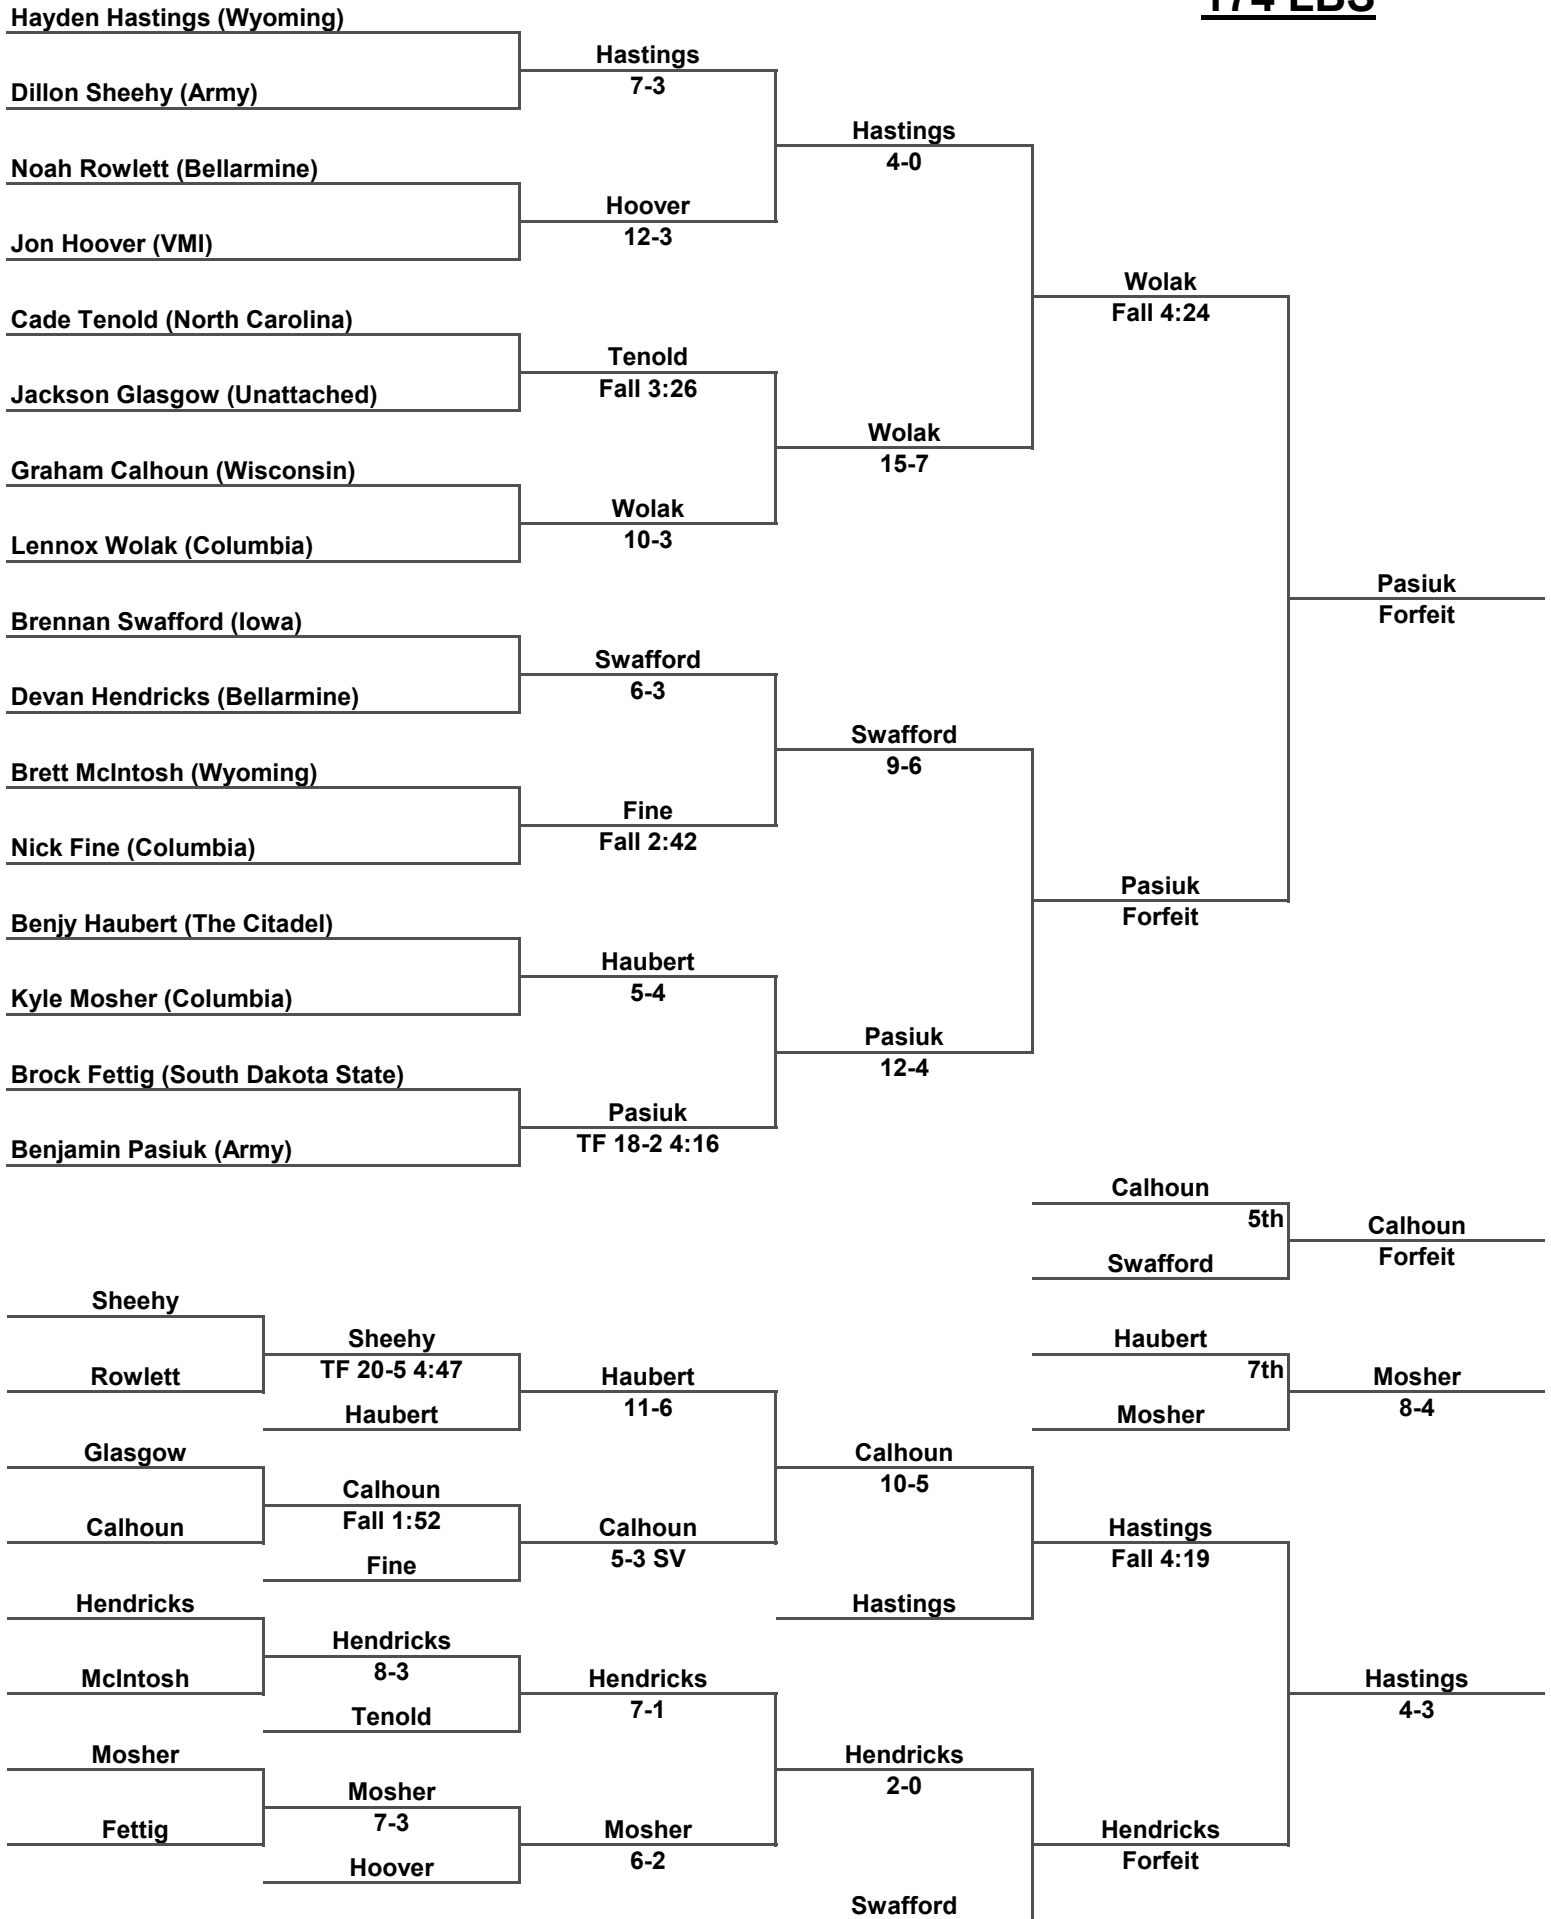 174 LBS
Hayden Hastings (Wyoming)
Hastings
Dillon Sheehy (Army)
7-3
Hastings
4-0
Noah Rowlett (Bellarmine)
Hoover
12-3
Jon Hoover (VMI)
Wolak
Fall 4:24
Cade Tenold (North Carolina)
Tenold
Fall 3:26
Jackson Glasgow (Unattached)
Wolak
15-7
Graham Calhoun (Wisconsin)
Wolak
10-3
Lennox Wolak (Columbia)
Pasiuk
Forfeit
Brennan Swafford (Iowa)
Swafford
6-3
Devan Hendricks (Bellarmine)
Swafford
9-6
Brett McIntosh (Wyoming)
Fine
Fall 2:42
Nick Fine (Columbia)
Pasiuk
Forfeit
Benjy Haubert (The Citadel)
Haubert
5-4
Kyle Mosher (Columbia)
Pasiuk
12-4
Brock Fettig (South Dakota State)
Pasiuk
TF 18-2 4:16
Benjamin Pasiuk (Army)
Calhoun
5th
Calhoun
Forfeit
Swafford
Sheehy
Sheehy
TF 20-5 4:47
Rowlett
Haubert
11-6
Haubert
Haubert
7th
Mosher
8-4
Mosher
Glasgow
Calhoun
10-5
Calhoun
Fall 1:52
Calhoun
Calhoun
5-3 SV
Fine
Hastings
Fall 4:19
Hastings
Hendricks
Hendricks
8-3
McIntosh
Hendricks
7-1
Tenold
Hastings
4-3
Mosher
Hendricks
2-0
Mosher
7-3
Fettig
Mosher
6-2
Hoover
Hendricks
Forfeit
Swafford